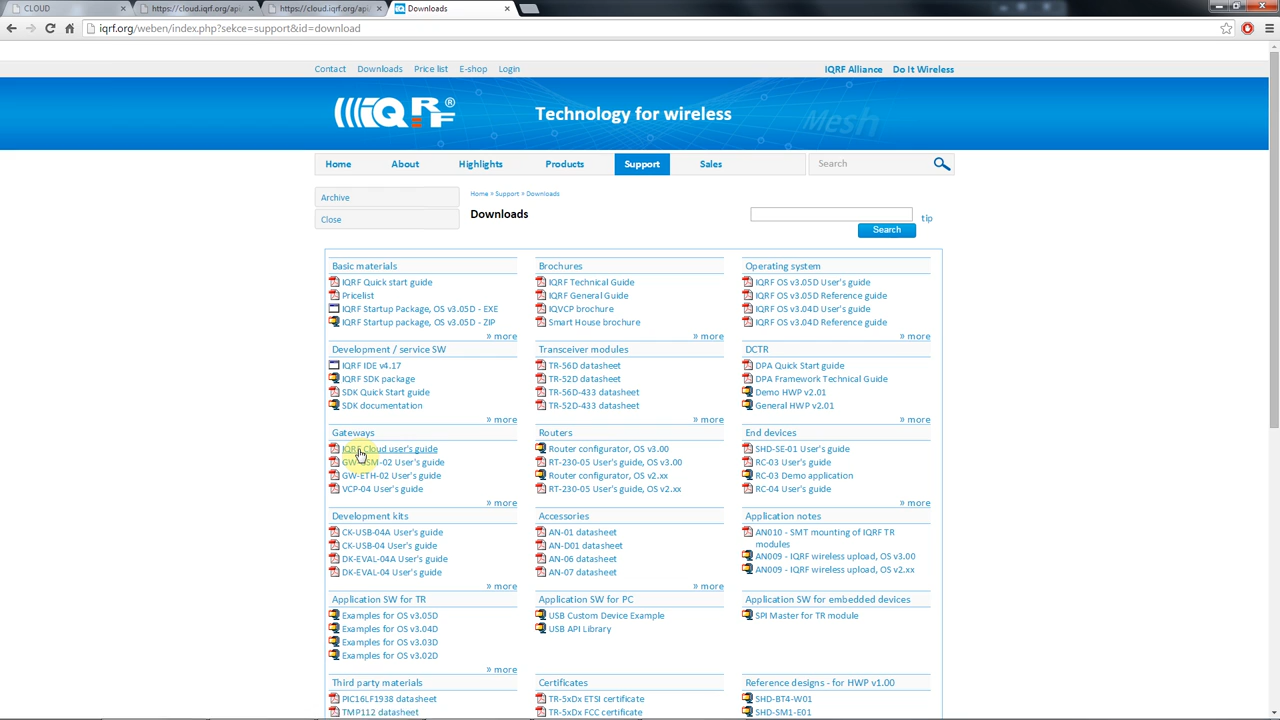 CLOUD
https://cloud.iqrf.org/api
https://cloud.iqrf.org/api
Downloads
iqrf.org/weben/index.php?sekce=support&id=download
Contact Downloads Price list E-shop Login
IQRF Alliance Do It Wireless
IQRF®
Technology for wireless
Mesh
Home About Highlights Products Support Sales
Search
Archive
Close
Home > Support > Downloads
Downloads
tip
Search
Basic materials
IQRF Quick start guide
Pricelist
IQRF Startup Package, OS v3.05D - EXE
IQRF Startup package, OS v3.05D - ZIP
» more
Brochures
IQRF Technical Guide
IQRF General Guide
IQVCP brochure
Smart House brochure
» more
Operating system
IQRF OS v3.05D User's guide
IQRF OS v3.05D Reference guide
IQRF OS v3.04D User's guide
IQRF OS v3.04D Reference guide
» more
Development / service SW
IQRF IDE v4.17
IQRF SDK package
SDK Quick Start guide
SDK documentation
» more
Transceiver modules
TR-56D datasheet
TR-52D datasheet
TR-56D-433 datasheet
TR-52D-433 datasheet
» more
DCTR
DPA Quick Start guide
DPA Framework Technical Guide
Demo HWP v2.01
General HWP v2.01
» more
Gateways
IQRF Cloud user's guide
GW-GSM-02 User's guide
GW-ETH-02 User's guide
VCP-04 User's guide
» more
Routers
Router configurator, OS v3.00
RT-230-05 User's guide, OS v3.00
Router configurator, OS v2.xx
RT-230-05 User's guide, OS v2.xx
End devices
SHD-SE-01 User's guide
RC-03 User's guide
RC-03 Demo application
RC-04 User's guide
» more
Development kits
CK-USB-04A User's guide
CK-USB-04 User's guide
DK-EVAL-04A User's guide
DK-EVAL-04 User's guide
» more
Accessories
AN-01 datasheet
AN-D01 datasheet
AN-06 datasheet
AN-07 datasheet
» more
Application notes
AN010 - SMT mounting of IQRF TR
modules
AN009 - IQRF wireless upload, OS v3.00
AN009 - IQRF wireless upload, OS v2.xx
Application SW for TR
Examples for OS v3.05D
Examples for OS v3.04D
Examples for OS v3.03D
Examples for OS v3.02D
» more
Application SW for PC
USB Custom Device Example
USB API Library
Application SW for embedded devices
SPI Master for TR module
Third party materials
PIC16LF1938 datasheet
TMP112 datasheet
Certificates
TR-5xDx ETSI certificate
TR-5xDx FCC certificate
Reference designs - for HWP v1.00
SHD-BT4-W01
SHD-SM1-E01